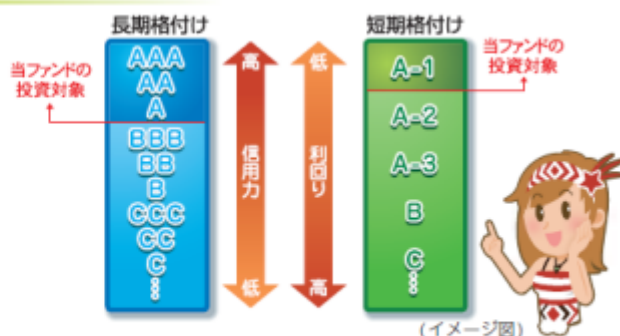 長期格付け
短期格付け
当ファンドの
投資対象
AAA
AA
A
BBB
BB
B
CCC
CC
C
高
信用力
低
低
利回り
高
A-1
A-2
A-3
B
C
当ファンドの
投資対象
(イメージ図)